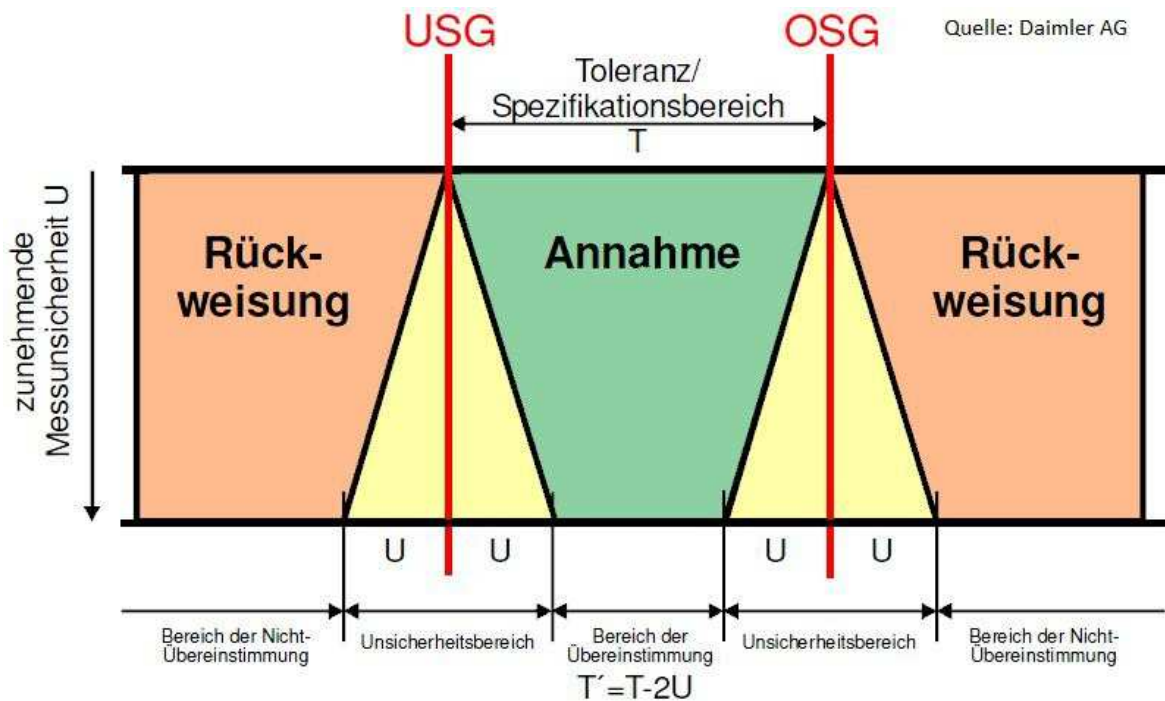 USG
OSG
Quelle: Daimler AG
Toleranz/
Spezifikationsbereich
T
zunehmende
Messunsicherheit U
Rück-
weisung
Annahme
Rück-
weisung
U
U
U
U
Bereich der Nicht-
Übereinstimmung
Unsicherheitsbereich
Bereich der
Übereinstimmung
Unsicherheitsbereich
Bereich der Nicht-
Übereinstimmung
T´=T-2U